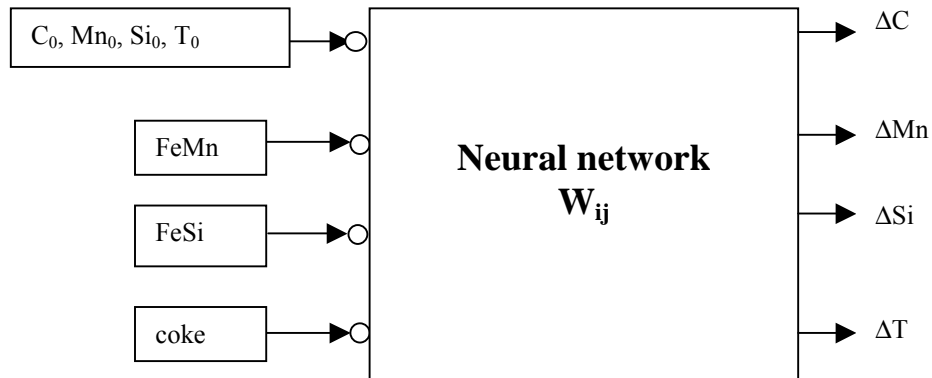 C₀, Mn₀, Si₀, T₀
FeMn
FeSi
coke
Neural network
Wᵢⱼ
ΔC
ΔMn
ΔSi
ΔT